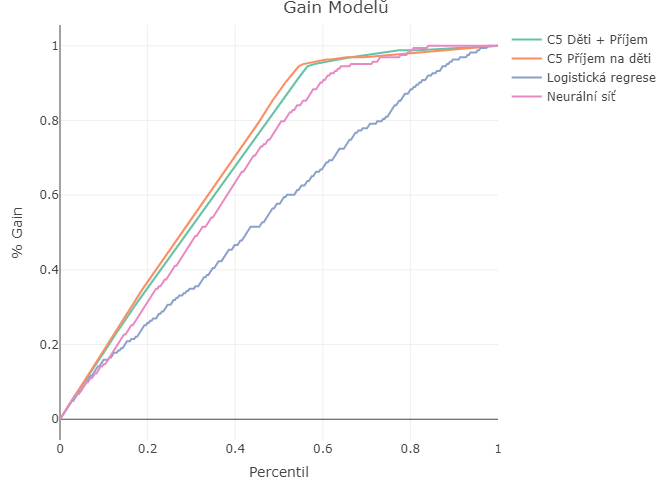 Gain Modelů
C5 Děti + Příjem
C5 Příjem na děti
Logistická regrese
Neurální síť
% Gain
1
0.8
0.6
0.4
0.2
0
0 0.2 0.4 0.6 0.8 1
Percentil